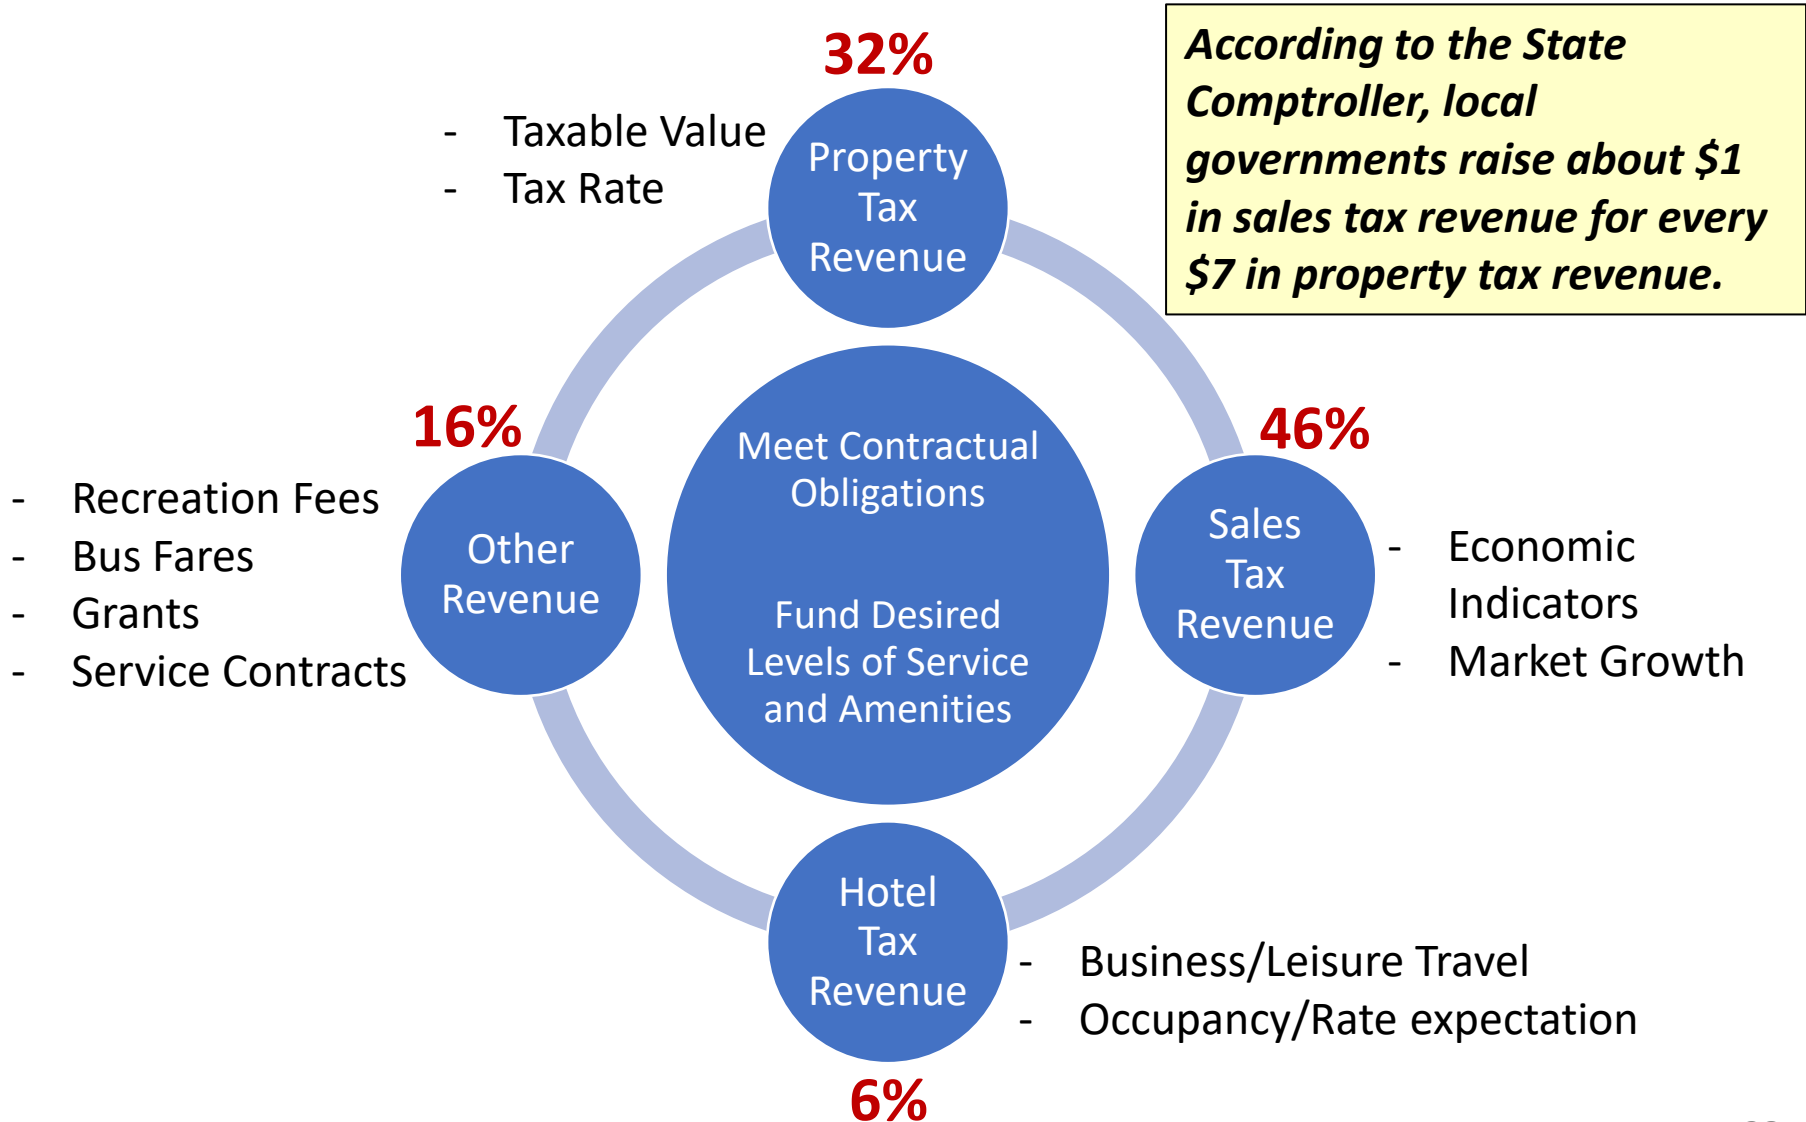 32%
According to the State
Comptroller, local
governments raise about $1
in sales tax revenue for every
$7 in property tax revenue.
- Taxable Value
- Tax Rate
Property
Tax
Revenue
16%
46%
Meet Contractual
Obligations
Fund Desired
Levels of Service
and Amenities
- Recreation Fees
- Bus Fares
- Grants
- Service Contracts
Other
Revenue
Sales
Tax
Revenue
- Economic
Indicators
- Market Growth
Hotel
Tax
Revenue
- Business/Leisure Travel
- Occupancy/Rate expectation
6%